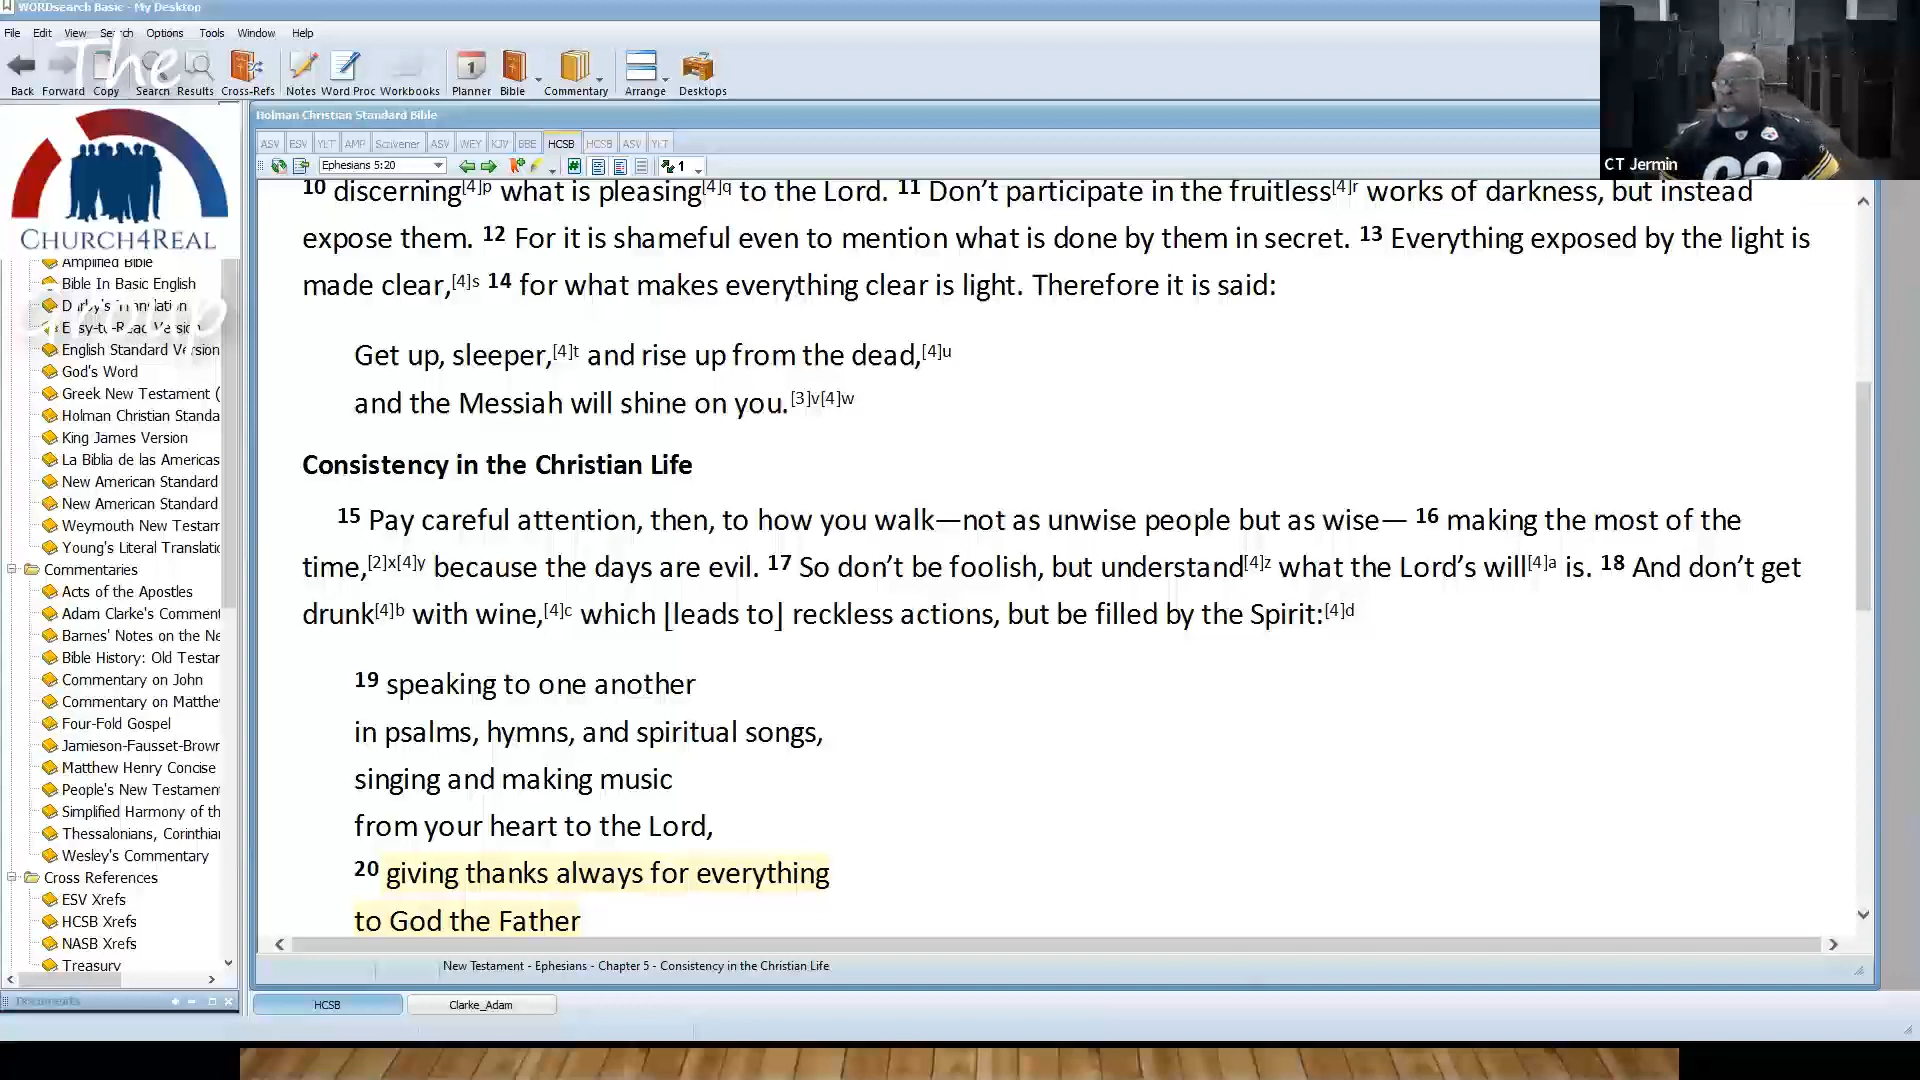 WORDsearch Basic - My Desktop
File Edit View Search Options Tools Window Help
The
Back Forward Copy Search Results Cross-Refs Notes Word Proc Workbooks Planner Bible Commentary Arrange Desktops
Holman Christian Standard Bible
ASV ESV YLT AMP Scrivener ASV WEY KJV BBE HCSB HCSB ASV YLT
Ephesians 5:20
1
CT Jermin
CHURCH4REAL
Group
Amplified Bible
Bible In Basic English
Darby's Translation
Easy-to-Read Version
English Standard Version
God's Word
Greek New Testament (
Holman Christian Standa
King James Version
La Biblia de las Americas
New American Standard
New American Standard
Weymouth New Testam
Young's Literal Translatic
Commentaries
Acts of the Apostles
Adam Clarke's Comment
Barnes' Notes on the Ne
Bible History: Old Testar
Commentary on John
Commentary on Matthe
Four-Fold Gospel
Jamieson-Fausset-Brown
Matthew Henry Concise
People's New Testament
Simplified Harmony of th
Thessalonians, Corinthiar
Wesley's Commentary
Cross References
ESV Xrefs
HCSB Xrefs
NASB Xrefs
Treasury
Documents
10 discerning[4]p what is pleasing[4]q to the Lord. 11 Don't participate in the fruitless[4]r works of darkness, but instead
expose them. 12 For it is shameful even to mention what is done by them in secret. 13 Everything exposed by the light is
made clear,[4]s 14 for what makes everything clear is light. Therefore it is said:
Get up, sleeper,[4]t and rise up from the dead,[4]u
and the Messiah will shine on you.[3]v[4]w
Consistency in the Christian Life
15 Pay careful attention, then, to how you walk—not as unwise people but as wise— 16 making the most of the
time,[2]x[4]y because the days are evil. 17 So don't be foolish, but understand[4]z what the Lord's will[4]a is. 18 And don't get
drunk[4]b with wine,[4]c which [leads to] reckless actions, but be filled by the Spirit:[4]d
19 speaking to one another
in psalms, hymns, and spiritual songs,
singing and making music
from your heart to the Lord,
20 giving thanks always for everything
to God the Father
New Testament - Ephesians - Chapter 5 - Consistency in the Christian Life
HCSB Clarke_Adam